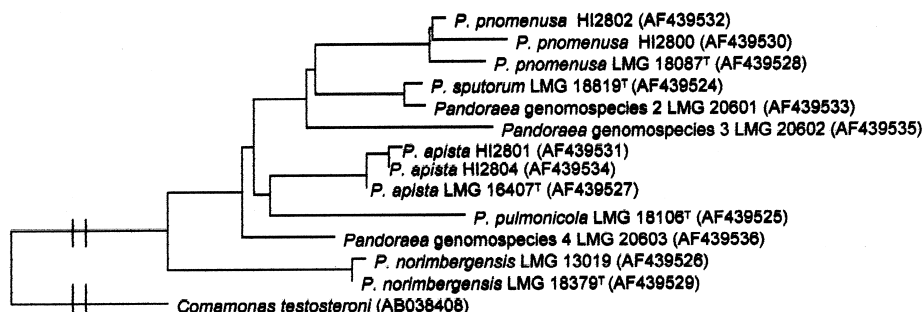 P. pnomenusa HI2802 (AF439532)
P. pnomenusa HI2800 (AF439530)
P. pnomenusa LMG 18087ᵀ (AF439528)
P. sputorum LMG 18819ᵀ (AF439524)
Pandoraea genomospecies 2 LMG 20601 (AF439533)
Pandoraea genomospecies 3 LMG 20602 (AF439535)
P. apista HI2801 (AF439531)
P. apista HI2804 (AF439534)
P. apista LMG 16407ᵀ (AF439527)
P. pulmonicola LMG 18106ᵀ (AF439525)
Pandoraea genomospecies 4 LMG 20603 (AF439536)
P. norimbergensis LMG 13019 (AF439526)
P. norimbergensis LMG 18379ᵀ (AF439529)
Comamonas testosteroni (AB038408)